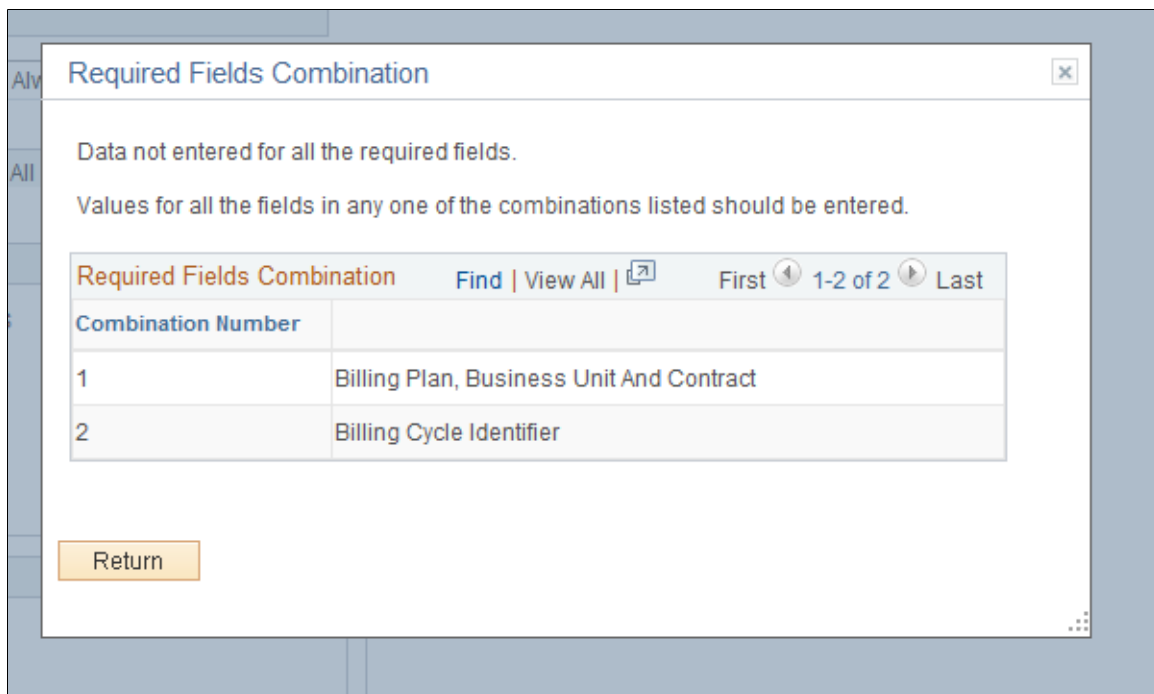 Required Fields Combination
Alw
Data not entered for all the required fields.
All
Values for all the fields in any one of the combinations listed should be entered.
Required Fields Combination Find | View All | First 1-2 of 2 Last
Combination Number
1 Billing Plan, Business Unit And Contract
2 Billing Cycle Identifier
Return